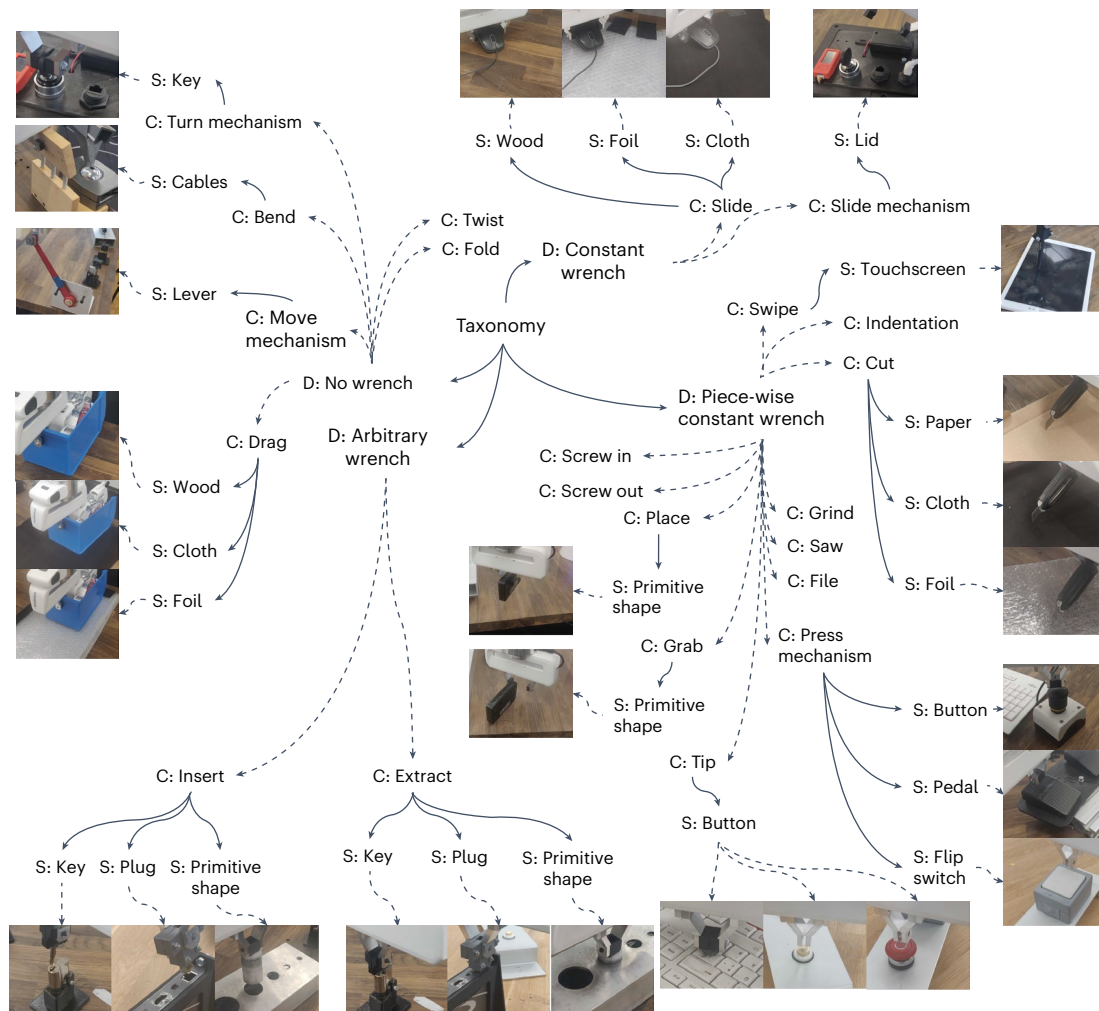 S: Key
C: Turn mechanism
S: Cables
C: Bend
S: Lever
C: Move
mechanism
C: Twist
C: Fold
S: Wood
S: Foil
S: Cloth
C: Slide
D: Constant
wrench
S: Lid
C: Slide mechanism
S: Touchscreen
C: Swipe
C: Indentation
C: Cut
Taxonomy
D: No wrench
D: Arbitrary
wrench
D: Piece-wise
constant wrench
S: Paper
S: Cloth
S: Foil
C: Drag
S: Wood
S: Cloth
S: Foil
C: Screw in
C: Screw out
C: Place
S: Primitive
shape
C: Grab
S: Primitive
shape
C: Grind
C: Saw
C: File
C: Press
mechanism
S: Button
S: Pedal
S: Flip
switch
C: Tip
S: Button
C: Insert
S: Key
S: Plug
S: Primitive
shape
C: Extract
S: Key
S: Plug
S: Primitive
shape